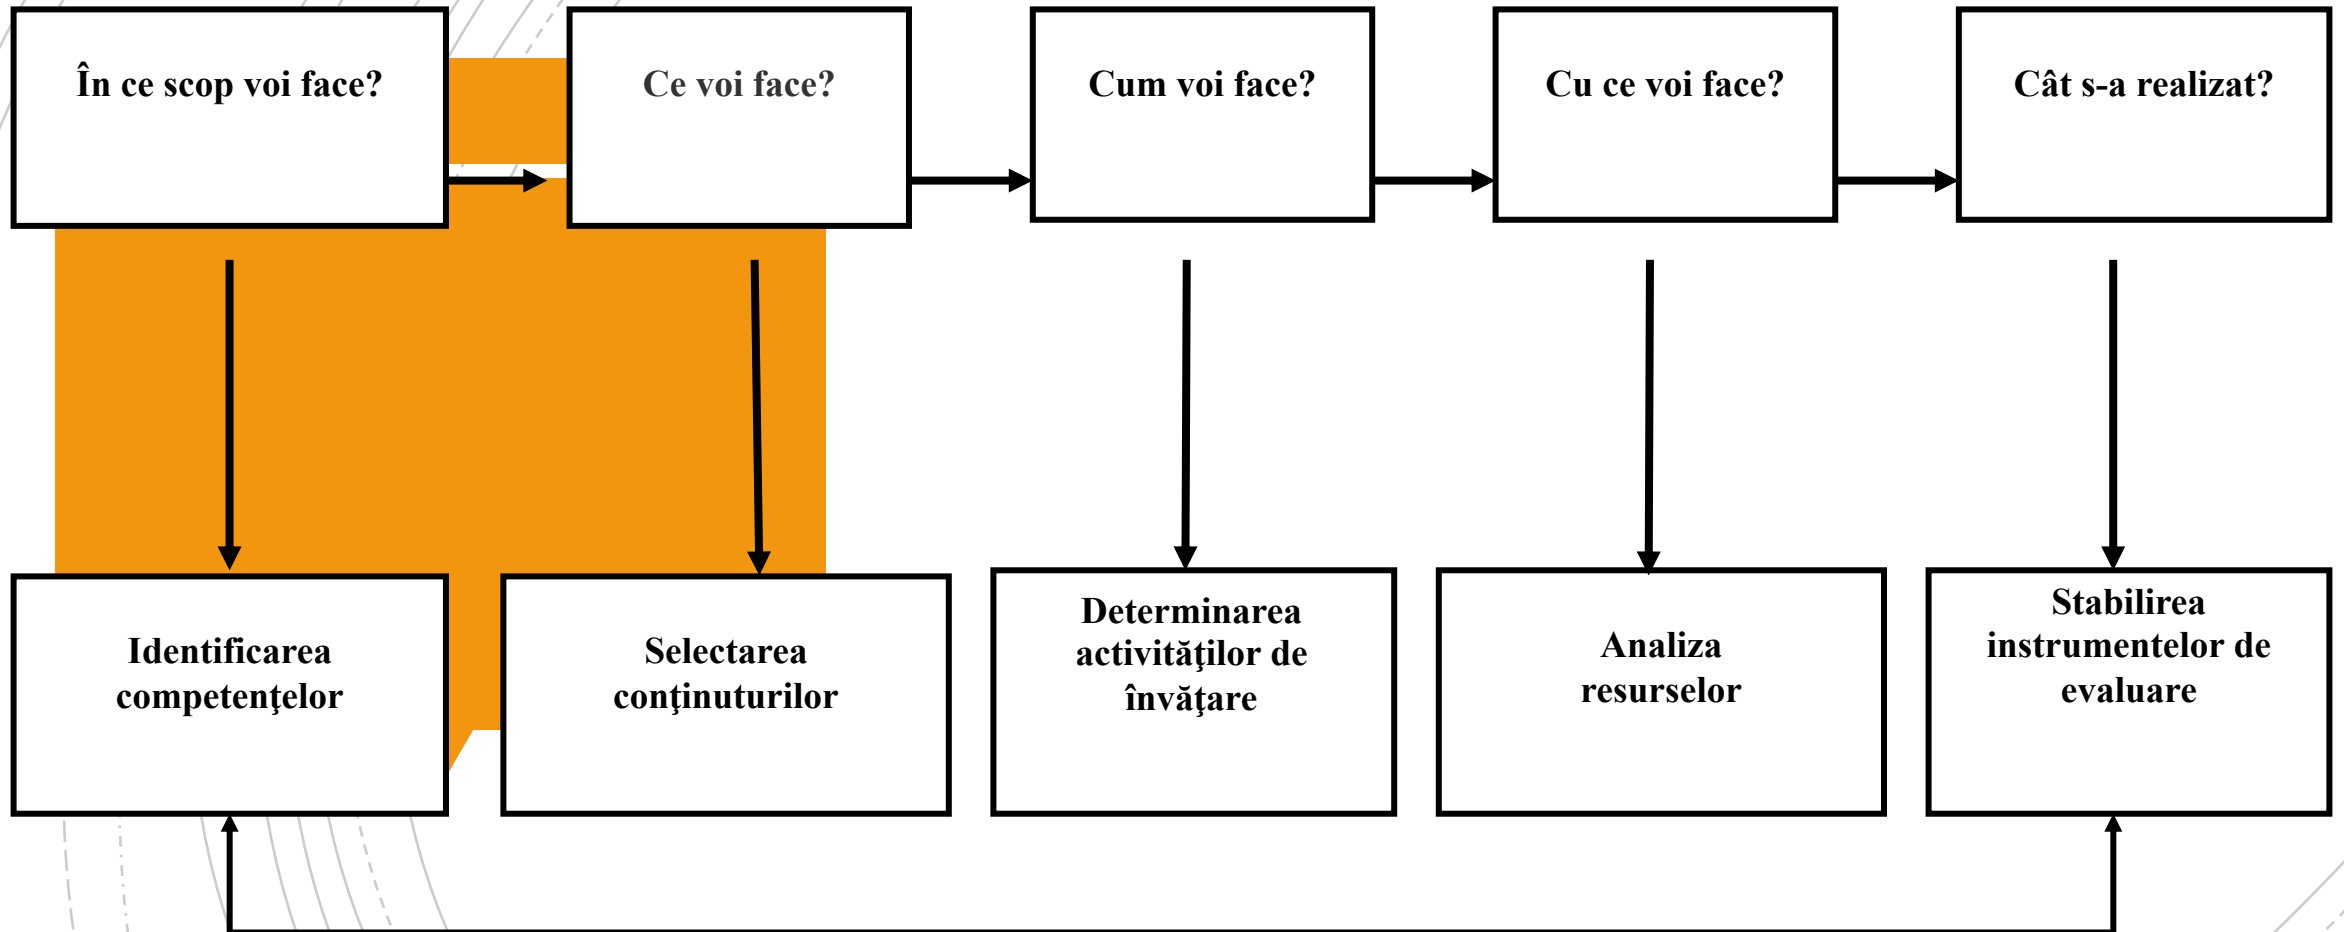 În ce scop voi face?
Ce voi face?
Cum voi face?
Cu ce voi face?
Cât s-a realizat?
Identificarea
competenţelor
Selectarea
conţinuturilor
Determinarea
activităţilor de
învăţare
Analiza
resurselor
Stabilirea
instrumentelor de
evaluare